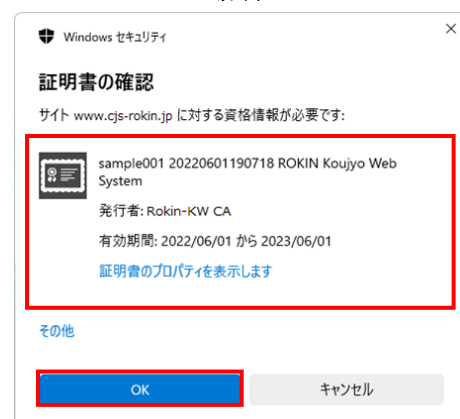 Windows セキュリティ
証明書の確認
サイト www.cjs-rokin.jp に対する資格情報が必要です:
sample001 20220601190718 ROKIN Koujyo Web
System
発行者: Rokin-KW CA
有効期間: 2022/06/01 から 2023/06/01
証明書のプロパティを表示します
その他
OK
キャンセル